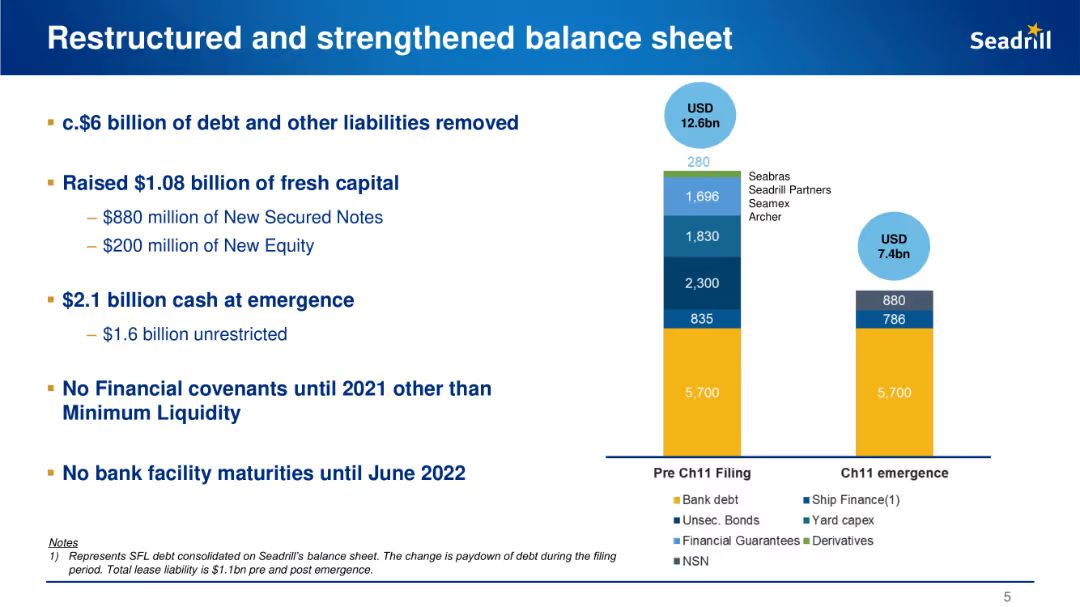 Restructured and strengthened balance sheet
Seadrill
▪ c.$6 billion of debt and other liabilities removed
▪ Raised $1.08 billion of fresh capital
– $880 million of New Secured Notes
– $200 million of New Equity
▪ $2.1 billion cash at emergence
– $1.6 billion unrestricted
▪ No Financial covenants until 2021 other than
Minimum Liquidity
▪ No bank facility maturities until June 2022
USD
12.6bn
280
1,696
1,830
2,300
835
5,700
Seabras
Seadrill Partners
Seamex
Archer
USD
7.4bn
880
786
5,700
Pre Ch11 Filing
Ch11 emergence
Bank debt
Ship Finance(1)
Unsec. Bonds
Yard capex
Financial Guarantees
Derivatives
NSN
Notes
1) Represents SFL debt consolidated on Seadrill's balance sheet. The change is paydown of debt during the filing
period. Total lease liability is $1.1bn pre and post emergence.
5